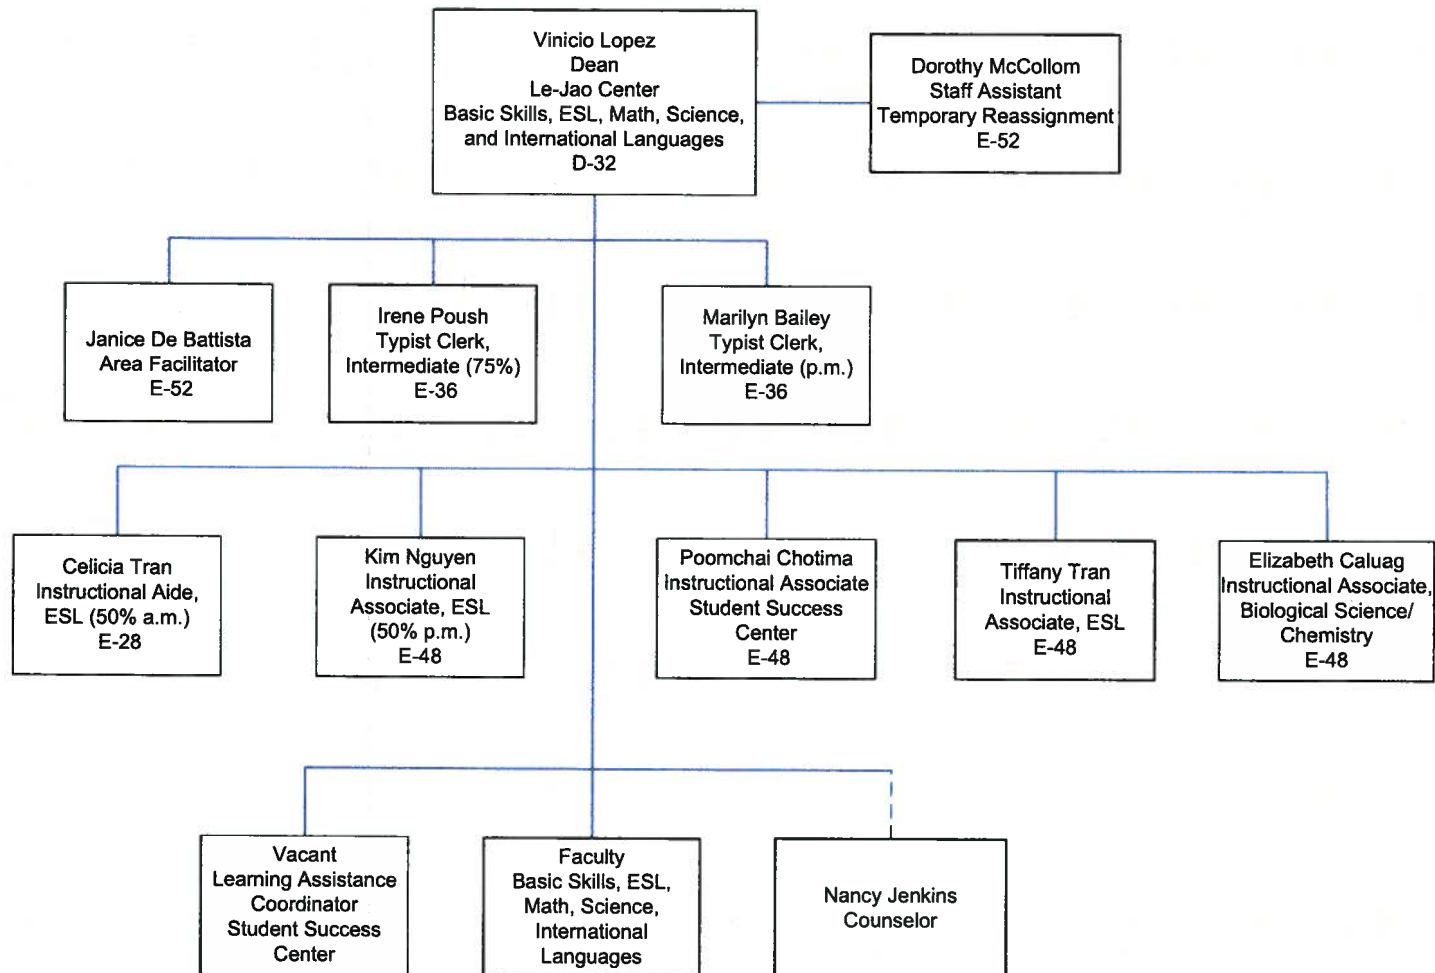 Vinicio Lopez
Dean
Le-Jao Center
Basic Skills, ESL, Math, Science,
and International Languages
D-32
Dorothy McCollom
Staff Assistant
Temporary Reassignment
E-52
Janice De Battista
Area Facilitator
E-52
Irene Poush
Typist Clerk,
Intermediate (75%)
E-36
Marilyn Bailey
Typist Clerk,
Intermediate (p.m.)
E-36
Celicia Tran
Instructional Aide,
ESL (50% a.m.)
E-28
Kim Nguyen
Instructional
Associate, ESL
(50% p.m.)
E-48
Poomchai Chotima
Instructional Associate
Student Success
Center
E-48
Tiffany Tran
Instructional
Associate, ESL
E-48
Elizabeth Caluag
Instructional Associate,
Biological Science/
Chemistry
E-48
Vacant
Learning Assistance
Coordinator
Student Success
Center
Faculty
Basic Skills, ESL,
Math, Science,
International
Languages
Nancy Jenkins
Counselor